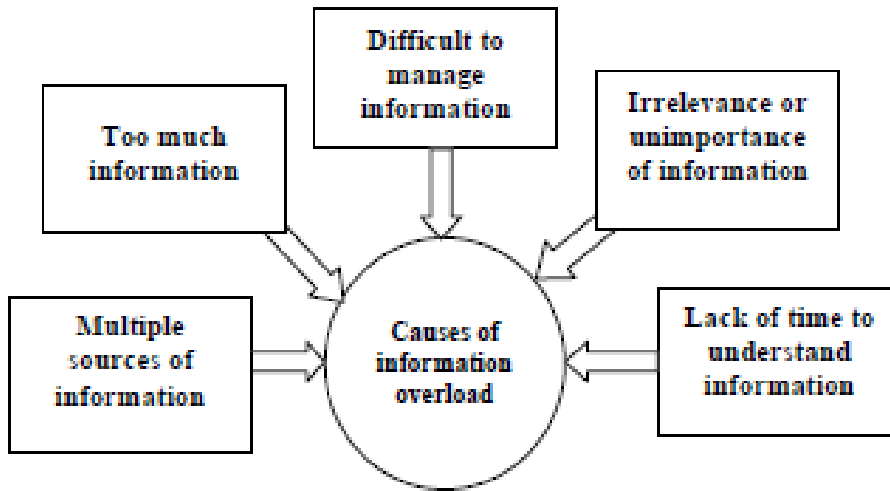 Difficult to
manage
information
Too much
information
Irrelevance or
unimportance
of information
Multiple
sources of
information
Causes of
information
overload
Lack of time to
understand
information